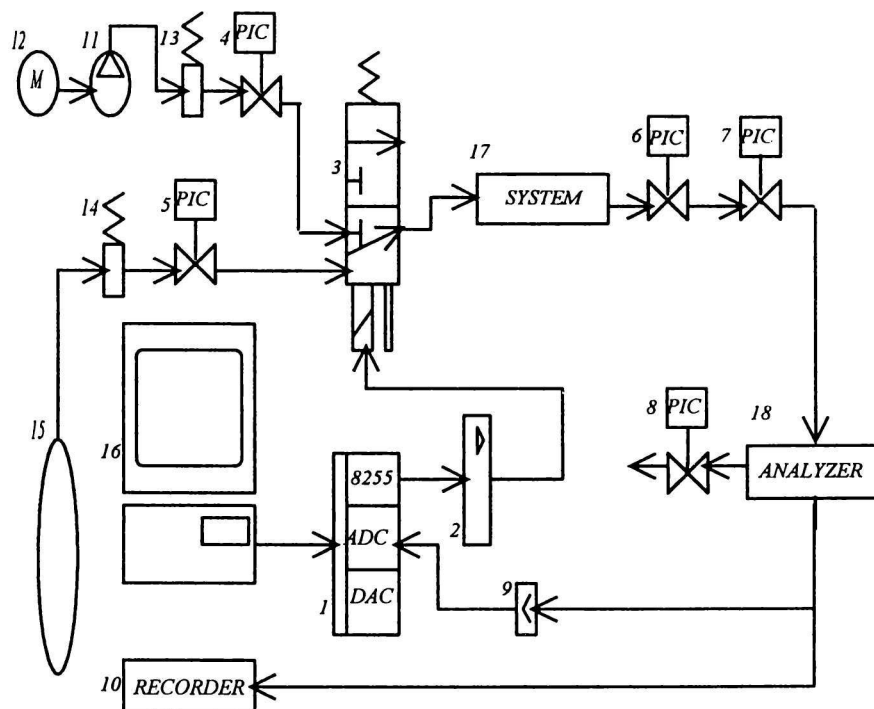 12
M
11
13
4
PIC
3
17
SYSTEM
6
PIC
7
PIC
14
5
PIC
15
16
8
PIC
18
ANALYZER
8255
ADC
DAC
1
2
9
10
RECORDER